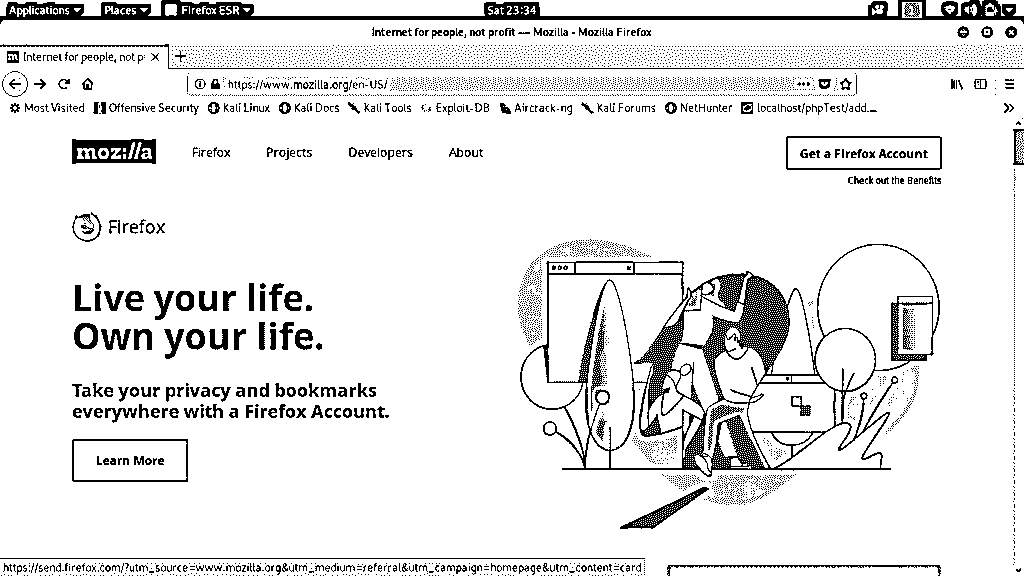 Applications Places Firefox ESR Sat 23:34
Internet for people, not profit — Mozilla - Mozilla Firefox
Internet for people, not p
https://www.mozilla.org/en-US/
Most Visited Offensive Security Kali Linux Kali Docs Kali Tools Exploit-DB Aircrack-ng Kali Forums NetHunter localhost/phpTest/add...
moz://a Firefox Projects Developers About Get a Firefox Account
Check out the Benefits
Firefox
Live your life.
Own your life.
Take your privacy and bookmarks
everywhere with a Firefox Account.
Learn More
https://send.firefox.com/?utm_source=www.mozilla.org&utm_medium=referral&utm_campaign=homepage&utm_content=card